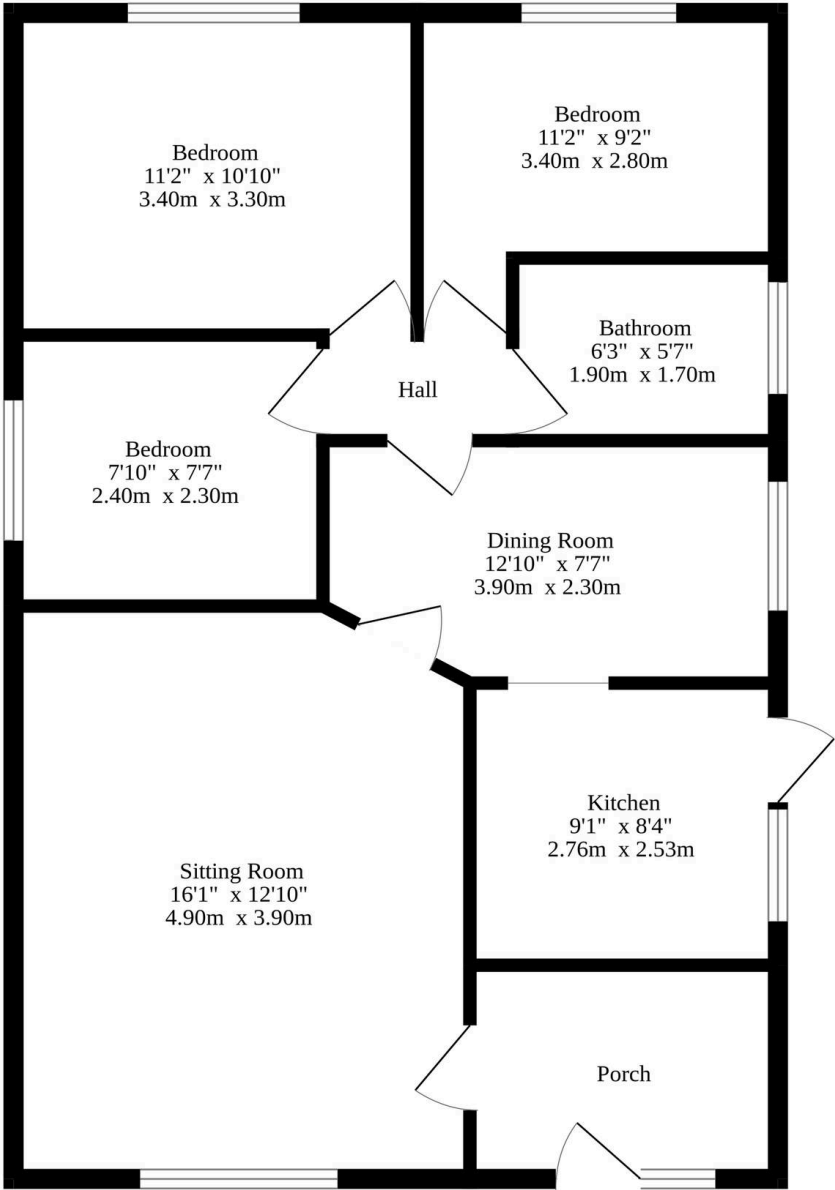 Bedroom
11'2" x 10'10"
3.40m x 3.30m
Bedroom
11'2" x 9'2"
3.40m x 2.80m
Bathroom
6'3" x 5'7"
1.90m x 1.70m
Hall
Bedroom
7'10" x 7'7"
2.40m x 2.30m
Dining Room
12'10" x 7'7"
3.90m x 2.30m
Kitchen
9'1" x 8'4"
2.76m x 2.53m
Sitting Room
16'1" x 12'10"
4.90m x 3.90m
Porch